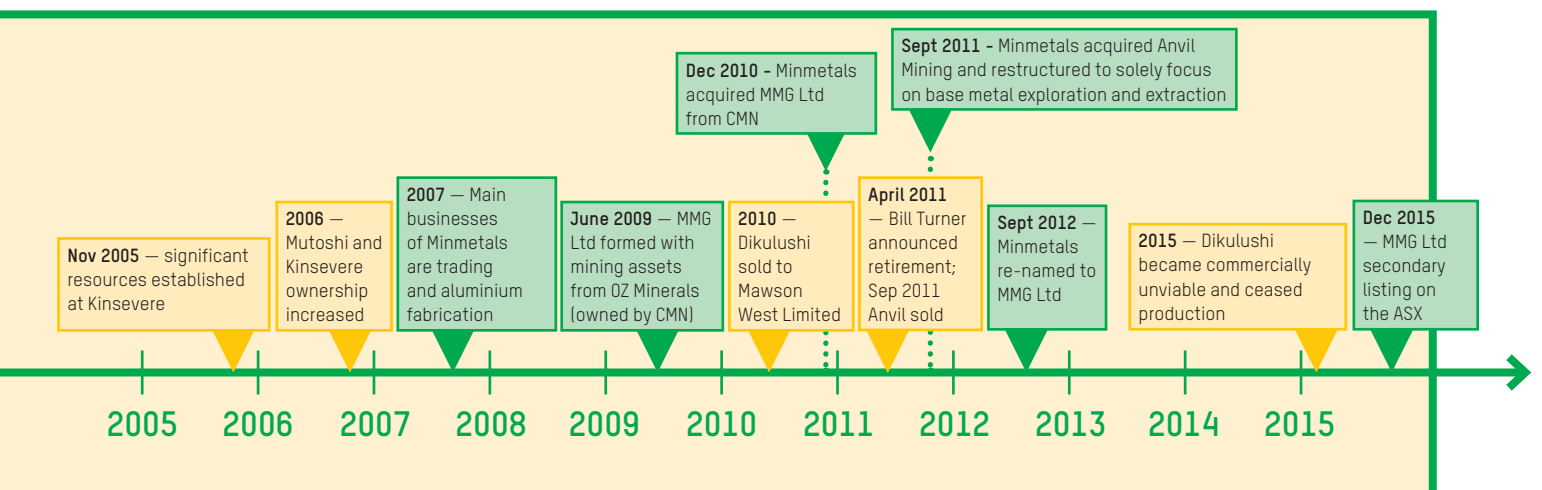 Sept 2011 - Minmetals acquired Anvil
Mining and restructured to solely focus
on base metal exploration and extraction
Dec 2010 - Minmetals
acquired MMG Ltd
from CMN
Nov 2005 — significant
resources established
at Kinsevere
2006 —
Mutoshi and
Kinsevere
ownership
increased
2007 — Main
businesses
of Minmetals
are trading
and aluminium
fabrication
June 2009 — MMG
Ltd formed with
mining assets
from OZ Minerals
(owned by CMN)
2010 —
Dikulushi
sold to
Mawson
West Limited
April 2011
— Bill Turner
announced
retirement;
Sep 2011
Anvil sold
Sept 2012 —
Minmetals
re-named to
MMG Ltd
2015 — Dikulushi
became commercially
unviable and ceased
production
Dec 2015
— MMG Ltd
secondary
listing on
the ASX
2005 2006 2007 2008 2009 2010 2011 2012 2013 2014 2015